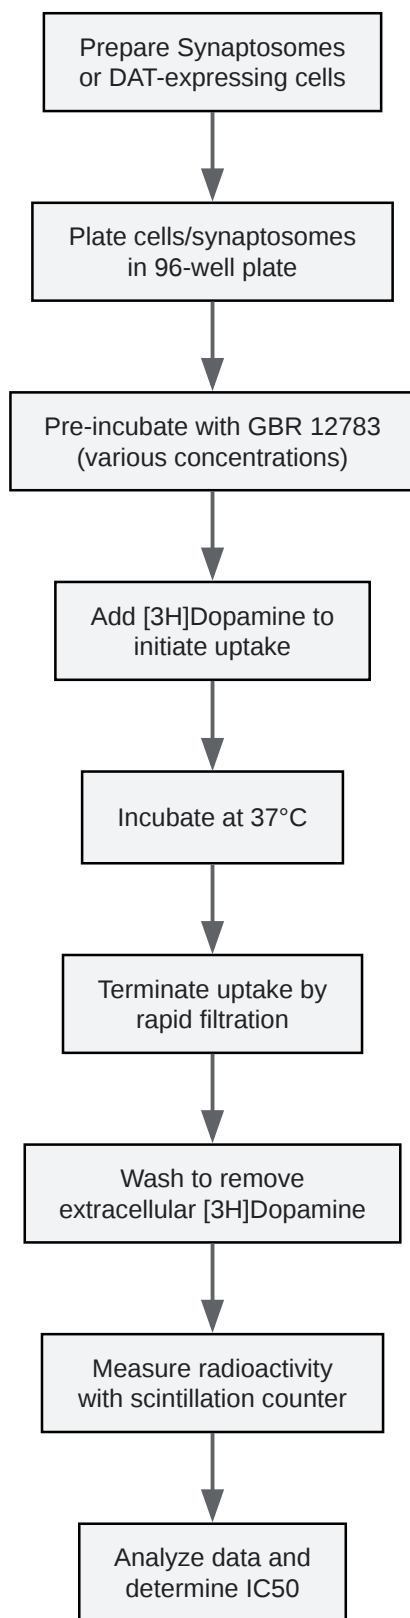 Prepare Synaptosomes
or DAT-expressing cells
Plate cells/synaptosomes
in 96-well plate
Pre-incubate with GBR 12783
(various concentrations)
Add [3H]Dopamine to
initiate uptake
Incubate at 37°C
Terminate uptake by
rapid filtration
Wash to remove
extracellular [3H]Dopamine
Measure radioactivity
with scintillation counter
Analyze data and
determine IC50